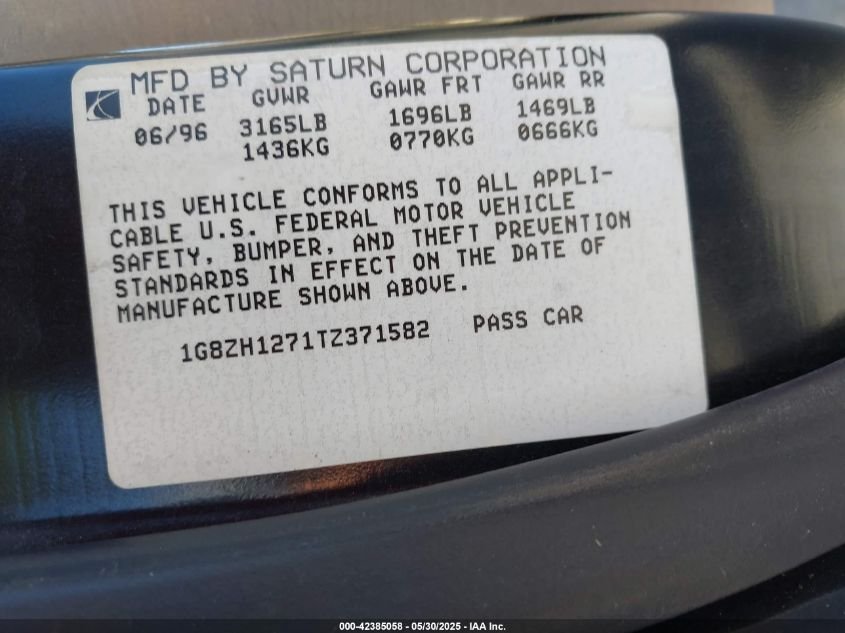 MFD BY SATURN CORPORATION
DATE GVWR GAWR FRT GAWR RR
06/96 3165LB 1696LB 1469LB
1436KG 0770KG 0666KG
THIS VEHICLE CONFORMS TO ALL APPLI-
CABLE U.S. FEDERAL MOTOR VEHICLE
SAFETY, BUMPER, AND THEFT PREVENTION
STANDARDS IN EFFECT ON THE DATE OF
MANUFACTURE SHOWN ABOVE.
1G8ZH1271TZ371582 PASS CAR
000-42385058 - 05/30/2025 - IAA Inc.